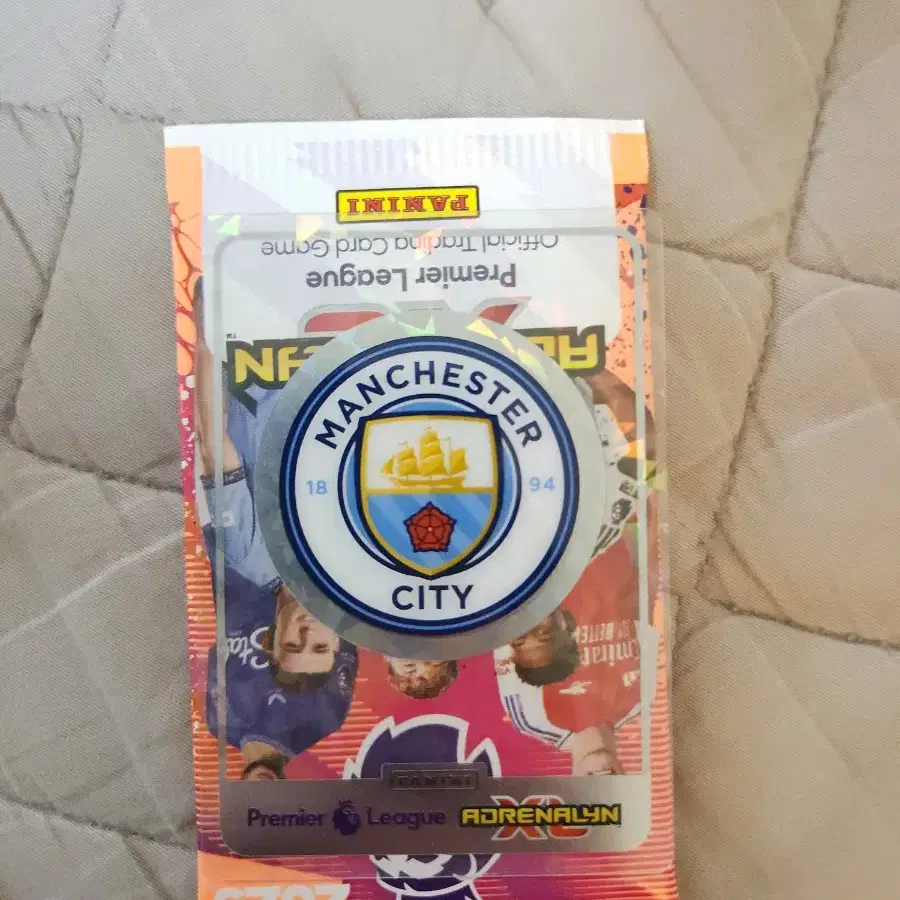 PANINI
Official Trading Card Game
Premier League
MANCHESTER
18 94
CITY
PANINI
Premier League ADRENALYN XL